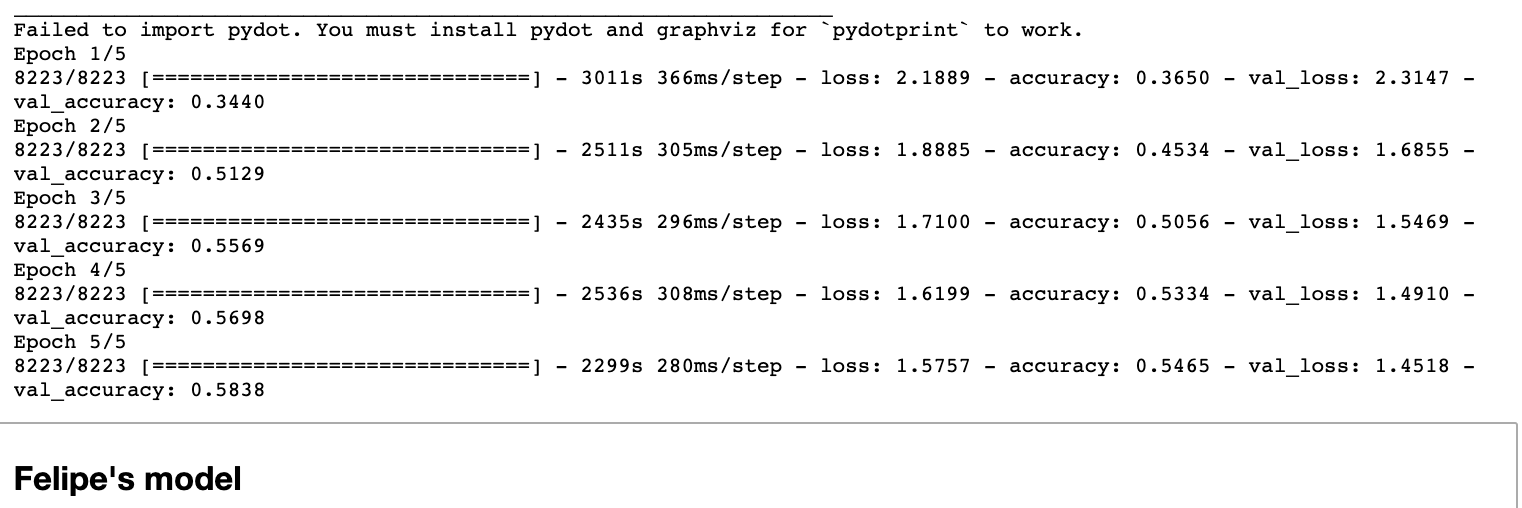 Failed to import pydot. You must install pydot and graphviz for `pydotprint` to work.
Epoch 1/5
8223/8223 [==============================] - 3011s 366ms/step - loss: 2.1889 - accuracy: 0.3650 - val_loss: 2.3147 -
val_accuracy: 0.3440
Epoch 2/5
8223/8223 [==============================] - 2511s 305ms/step - loss: 1.8885 - accuracy: 0.4534 - val_loss: 1.6855 -
val_accuracy: 0.5129
Epoch 3/5
8223/8223 [==============================] - 2435s 296ms/step - loss: 1.7100 - accuracy: 0.5056 - val_loss: 1.5469 -
val_accuracy: 0.5569
Epoch 4/5
8223/8223 [==============================] - 2536s 308ms/step - loss: 1.6199 - accuracy: 0.5334 - val_loss: 1.4910 -
val_accuracy: 0.5698
Epoch 5/5
8223/8223 [==============================] - 2299s 280ms/step - loss: 1.5757 - accuracy: 0.5465 - val_loss: 1.4518 -
val_accuracy: 0.5838
Felipe's model